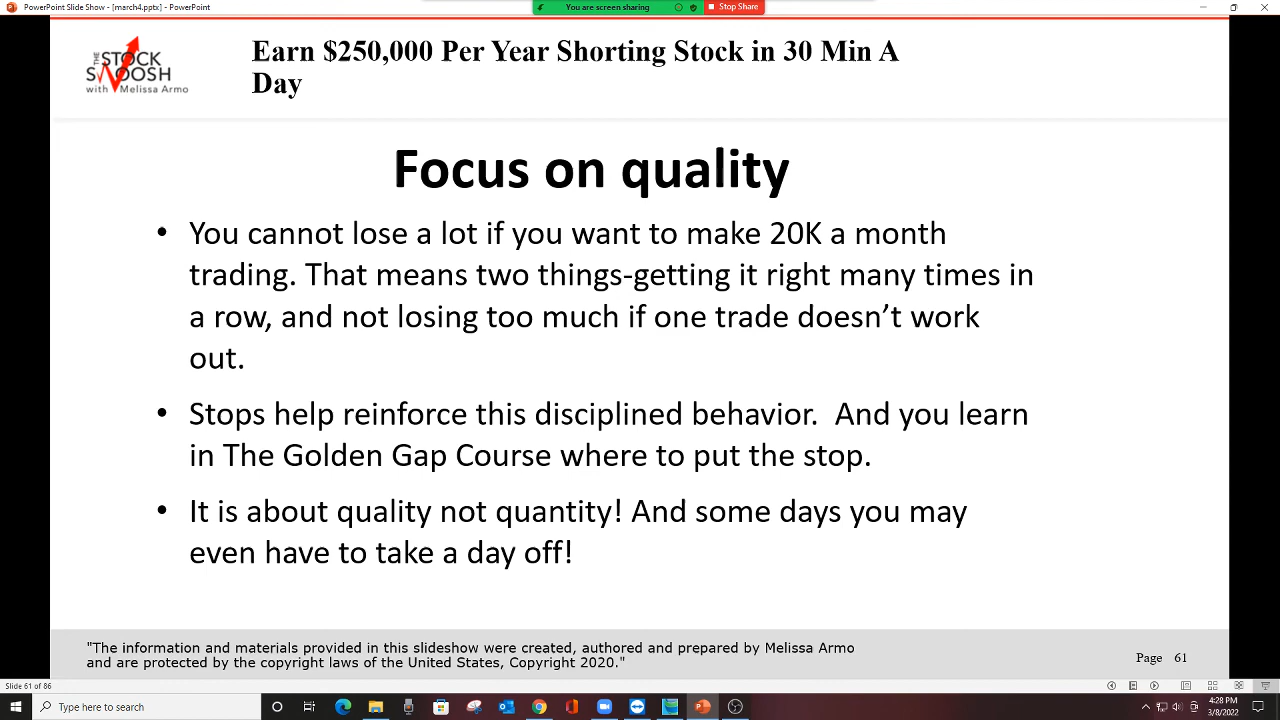 PowerPoint Slide Show - [march4.pptx] - PowerPoint
You are screen sharing
Stop Share
THE
STOCK
SWOOSH
with Melissa Armo
Earn $250,000 Per Year Shorting Stock in 30 Min A
Day
Focus on quality
• You cannot lose a lot if you want to make 20K a month
trading. That means two things-getting it right many times in
a row, and not losing too much if one trade doesn’t work
out.
• Stops help reinforce this disciplined behavior.  And you learn
in The Golden Gap Course where to put the stop.
• It is about quality not quantity! And some days you may
even have to take a day off!
"The information and materials provided in this slideshow were created, authored and prepared by Melissa Armo
and are protected by the copyright laws of the United States, Copyright 2020."
Page 61
Slide 61 of 86
Type here to search
4:28 PM
3/8/2022